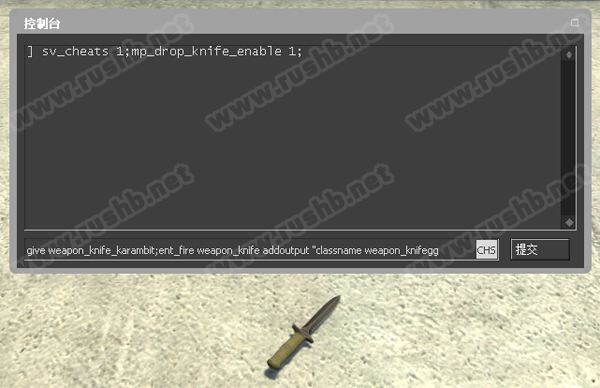 控制台
] sv_cheats 1;mp_drop_knife_enable 1;
www.rushb.net
www.rushb.net
www.rushb.net
www.rushb.net
www.rushb.net
www.rushb.net
give weapon_knife_karambit;ent_fire weapon_knife addoutput "classname weapon_knifegg
CHS
提交